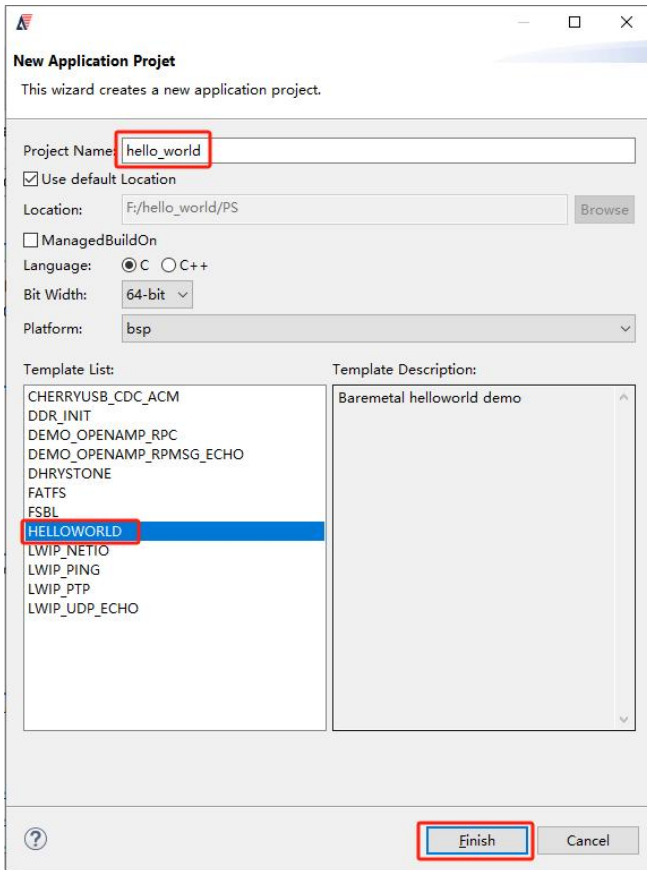 New Application Projet
This wizard creates a new application project.
Project Name: hello_world
Use default Location
Location: F:/hello_world/PS Browse
ManagedBuildOn
Language: C C++
Bit Width: 64-bit
Platform: bsp
Template List: Template Description:
CHERRYUSB_CDC_ACM Baremetal helloworld demo
DDR_INIT
DEMO_OPENAMP_RPC
DEMO_OPENAMP_RPMSG_ECHO
DHRYSTONE
FATFS
FSBL
HELLOWORLD
LWIP_NETIO
LWIP_PING
LWIP_PTP
LWIP_UDP_ECHO
? Finish Cancel